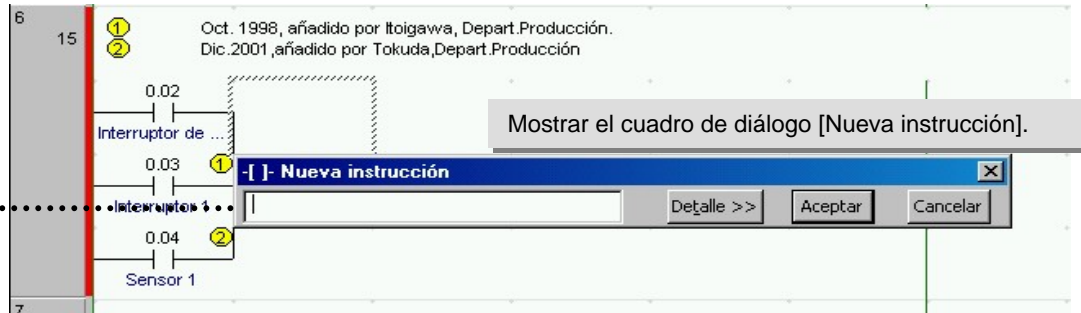 6
15
1 Oct. 1998, añadido por Itoigawa, Depart.Producción.
2 Dic.2001,añadido por Tokuda,Depart.Producción
0.02
Interruptor de ...
Mostrar el cuadro de diálogo [Nueva instrucción].
0.03 1
-[ ]- Nueva instrucción
Interruptor 1
Detalle >> Aceptar Cancelar
0.04 2
Sensor 1
7